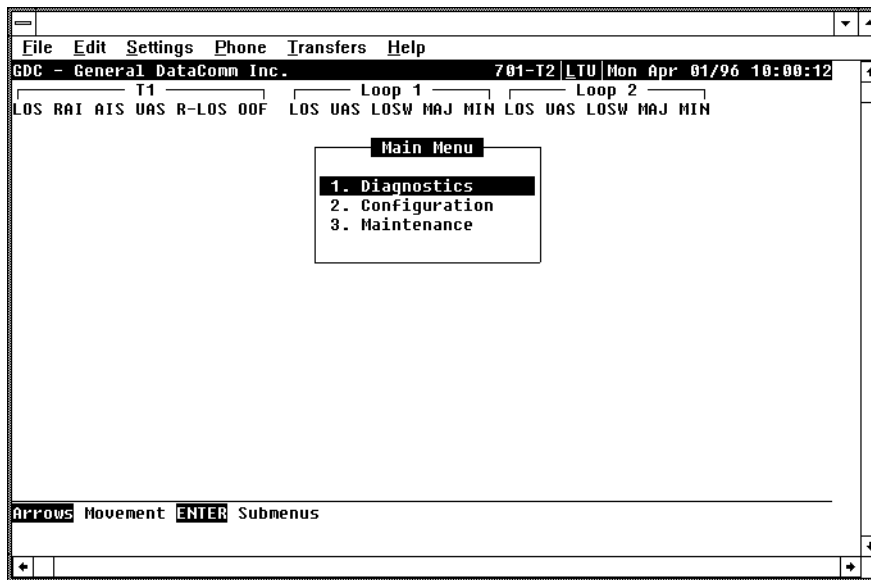 File Edit Settings Phone Transfers Help
GDC - General DataComm Inc. 701-T2|LTU|Mon Apr 01/96 10:00:12
T1 Loop 1 Loop 2
LOS RAI AIS UAS R-LOS OOF LOS UAS LOSW MAJ MIN LOS UAS LOSW MAJ MIN
Main Menu
1. Diagnostics
2. Configuration
3. Maintenance
Arrows Movement ENTER Submenus